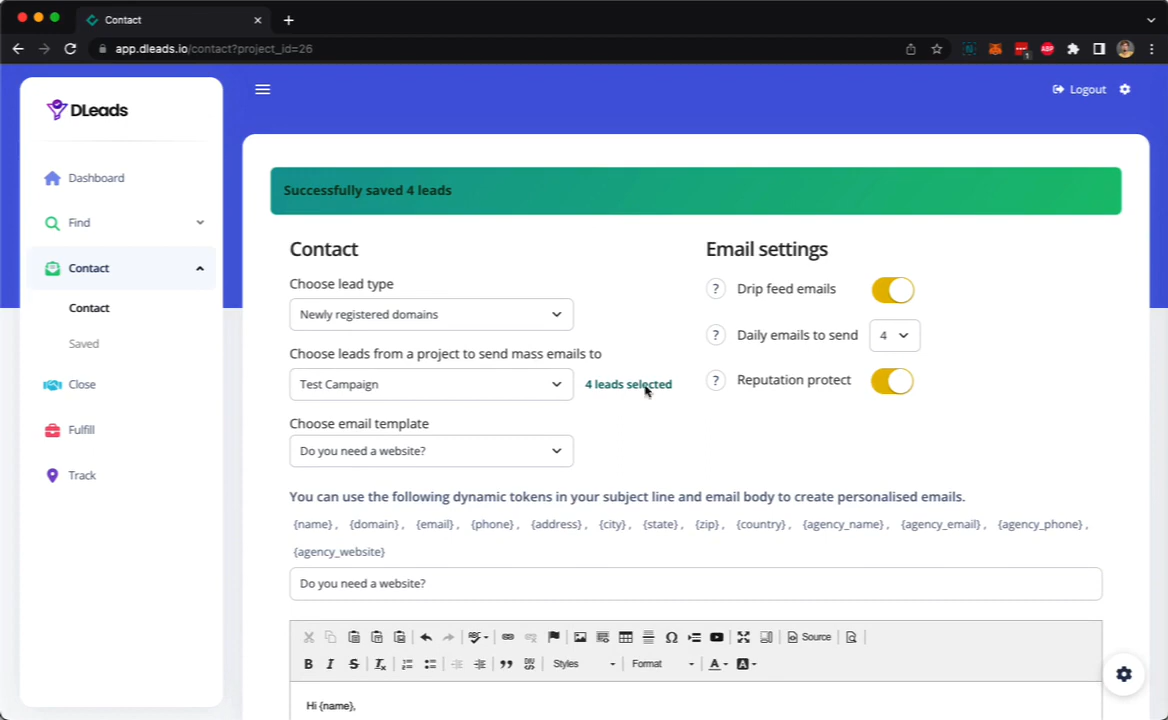 Contact
app.dleads.io/contact?project_id=26
1
ABP
DLeads
Logout
Dashboard
Find
Contact
Contact
Saved
Close
Fulfill
Track
Successfully saved 4 leads
Contact
Choose lead type
Newly registered domains
Choose leads from a project to send mass emails to
Test Campaign
4 leads selected
Choose email template
Do you need a website?
Email settings
? Drip feed emails
? Daily emails to send 4
? Reputation protect
You can use the following dynamic tokens in your subject line and email body to create personalised emails.
{name} , {domain} , {email} , {phone} , {address} , {city} , {state} , {zip} , {country} , {agency_name} , {agency_email} , {agency_phone} ,
{agency_website}
Do you need a website?
Source
B I S Tx Styles Format A A
Hi {name},